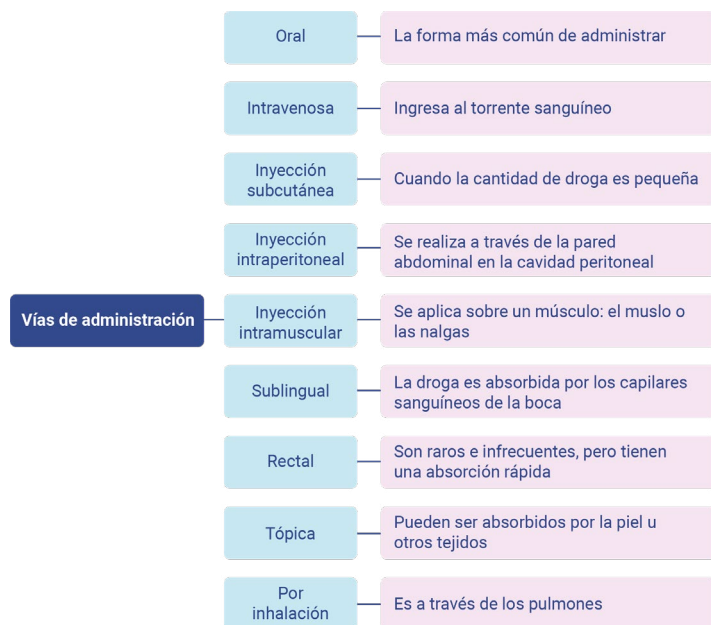 Oral
La forma más común de administrar
Intravenosa
Ingresa al torrente sanguíneo
Inyección
subcutánea
Cuando la cantidad de droga es pequeña
Inyección
intraperitoneal
Se realiza a través de la pared
abdominal en la cavidad peritoneal
Vías de administración
Inyección
intramuscular
Se aplica sobre un músculo: el muslo o
las nalgas
Sublingual
La droga es absorbida por los capilares
sanguíneos de la boca
Rectal
Son raros e infrecuentes, pero tienen
una absorción rápida
Tópica
Pueden ser absorbidos por la piel u
otros tejidos
Por
inhalación
Es a través de los pulmones